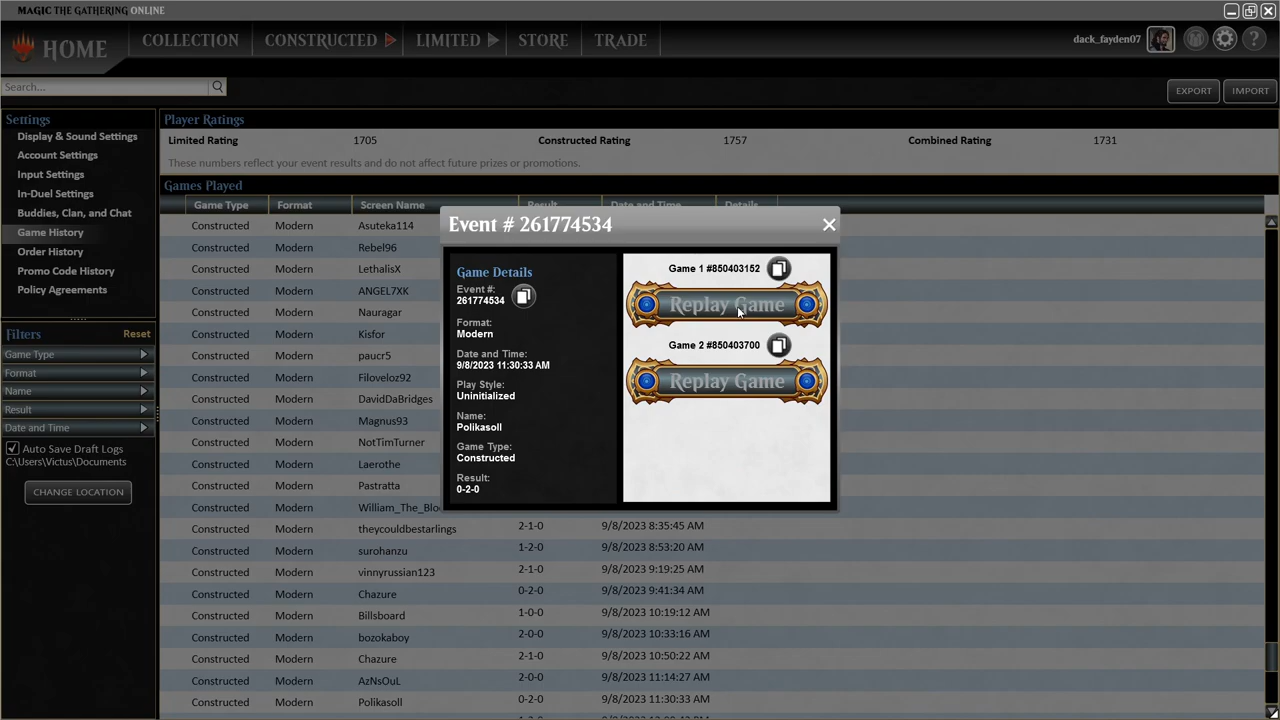 MAGIC THE GATHERING ONLINE
HOME COLLECTION CONSTRUCTED LIMITED STORE TRADE dack_fayden07 ?
Search...
EXPORT IMPORT
Settings
Display & Sound Settings
Account Settings
Input Settings
In-Duel Settings
Buddies, Clan, and Chat
Game History
Order History
Promo Code History
Policy Agreements
Filters Reset
Game Type
Format
Name
Result
Date and Time
Auto Save Draft Logs
C:\Users\Victus\Documents
CHANGE LOCATION
Player Ratings
Limited Rating 1705 Constructed Rating 1757 Combined Rating 1731
These numbers reflect your event results and do not affect future prizes or promotions.
Games Played
Game Type Format Screen Name Result Date and Time Details
Constructed Modern Asuteka114
Constructed Modern Rebel96
Constructed Modern LethalisX
Constructed Modern ANGEL7XK
Constructed Modern Nauragar
Constructed Modern Kisfor
Constructed Modern paucr5
Constructed Modern Filoveloz92
Constructed Modern DavidDaBridges
Constructed Modern Magnus93
Constructed Modern NotTimTurner
Constructed Modern Laerothe
Constructed Modern Pastratta
Constructed Modern William_The_Blo
Constructed Modern theycouldbestarlings 2-1-0 9/8/2023 8:35:45 AM
Constructed Modern surohanzu 1-2-0 9/8/2023 8:53:20 AM
Constructed Modern vinnyrussian123 2-1-0 9/8/2023 9:19:25 AM
Constructed Modern Chazure 0-2-0 9/8/2023 9:41:34 AM
Constructed Modern Billsboard 1-0-0 9/8/2023 10:19:12 AM
Constructed Modern bozokaboy 2-0-0 9/8/2023 10:33:16 AM
Constructed Modern Chazure 2-1-0 9/8/2023 10:50:22 AM
Constructed Modern AzNsOuL 2-0-0 9/8/2023 11:14:27 AM
Constructed Modern Polikasoll 0-2-0 9/8/2023 11:30:33 AM
Event # 261774534
Game Details
Event #:
261774534
Format:
Modern
Date and Time:
9/8/2023 11:30:33 AM
Play Style:
Uninitialized
Name:
Polikasoll
Game Type:
Constructed
Result:
0-2-0
Game 1 #850403152
Replay Game
Game 2 #850403700
Replay Game